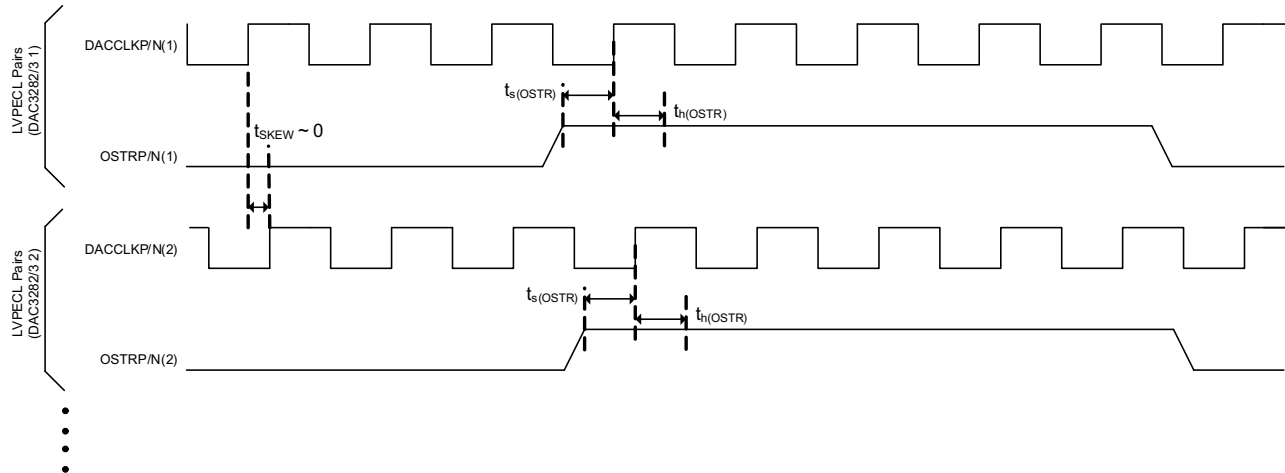 LVPECL Pairs
(DAC3282/3 1)
DACCLKP/N(1)
ts(OSTR)
th(OSTR)
tSKEW ~ 0
OSTRP/N(1)
LVPECL Pairs
(DAC3282/3 2)
DACCLKP/N(2)
ts(OSTR)
th(OSTR)
OSTRP/N(2)